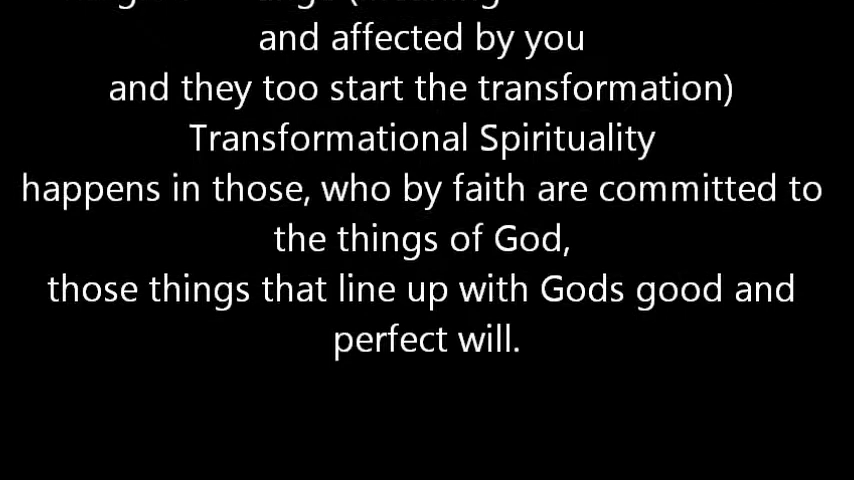 and affected by you
and they too start the transformation)
Transformational Spirituality
happens in those, who by faith are committed to
the things of God,
those things that line up with Gods good and
perfect will.